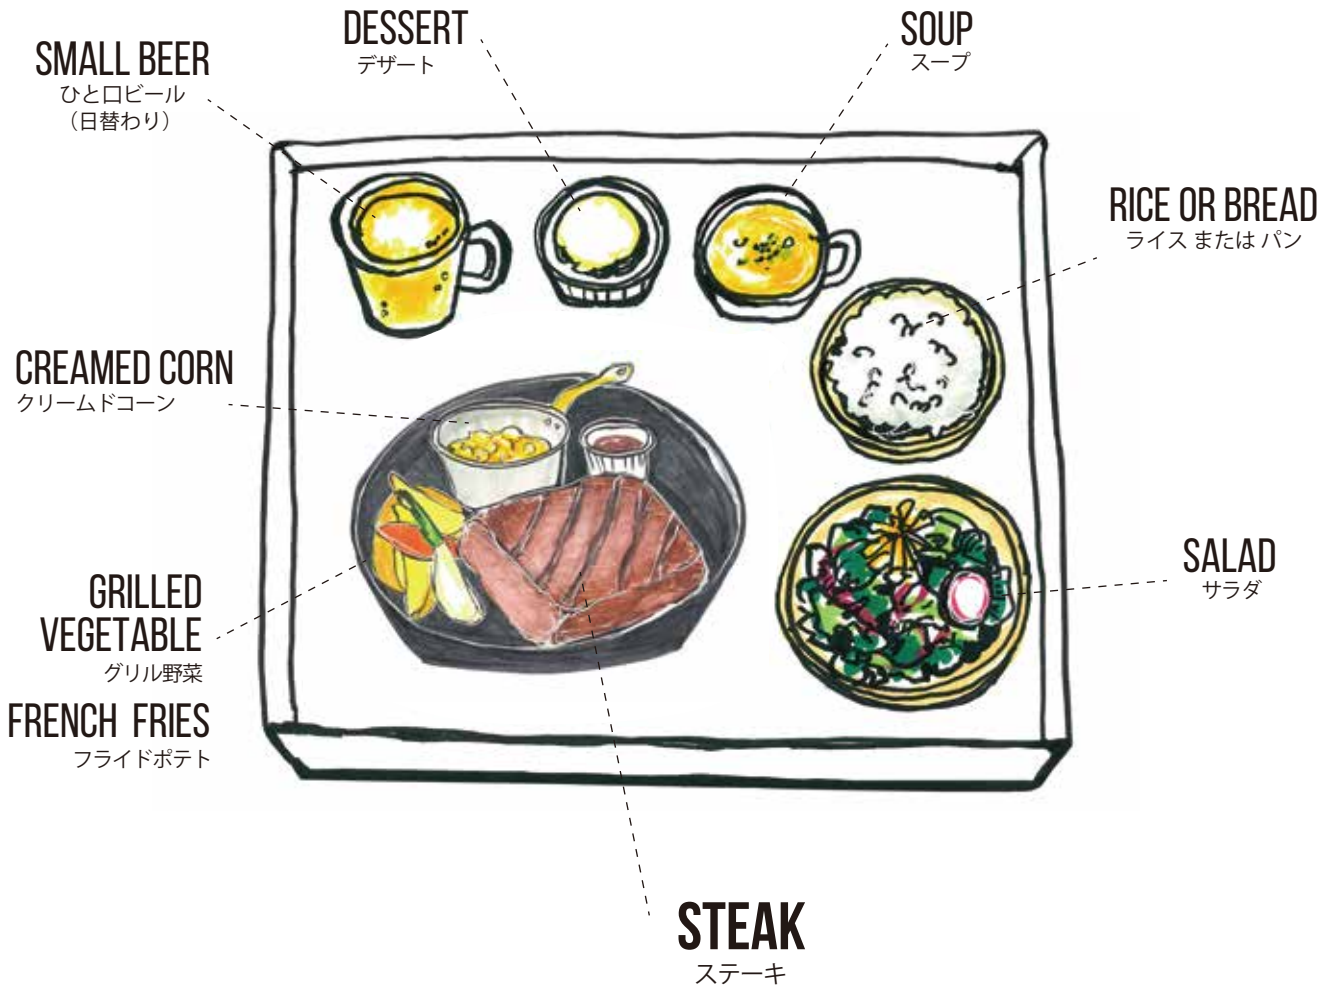 DESSERT
デザート
SOUP
スープ
SMALL BEER
ひと口ビール
（日替わり）
RICE OR BREAD
ライス または パン
CREAMED CORN
クリームドコーン
SALAD
サラダ
GRILLED
VEGETABLE
グリル野菜
FRENCH FRIES
フライドポテト
STEAK
ステーキ